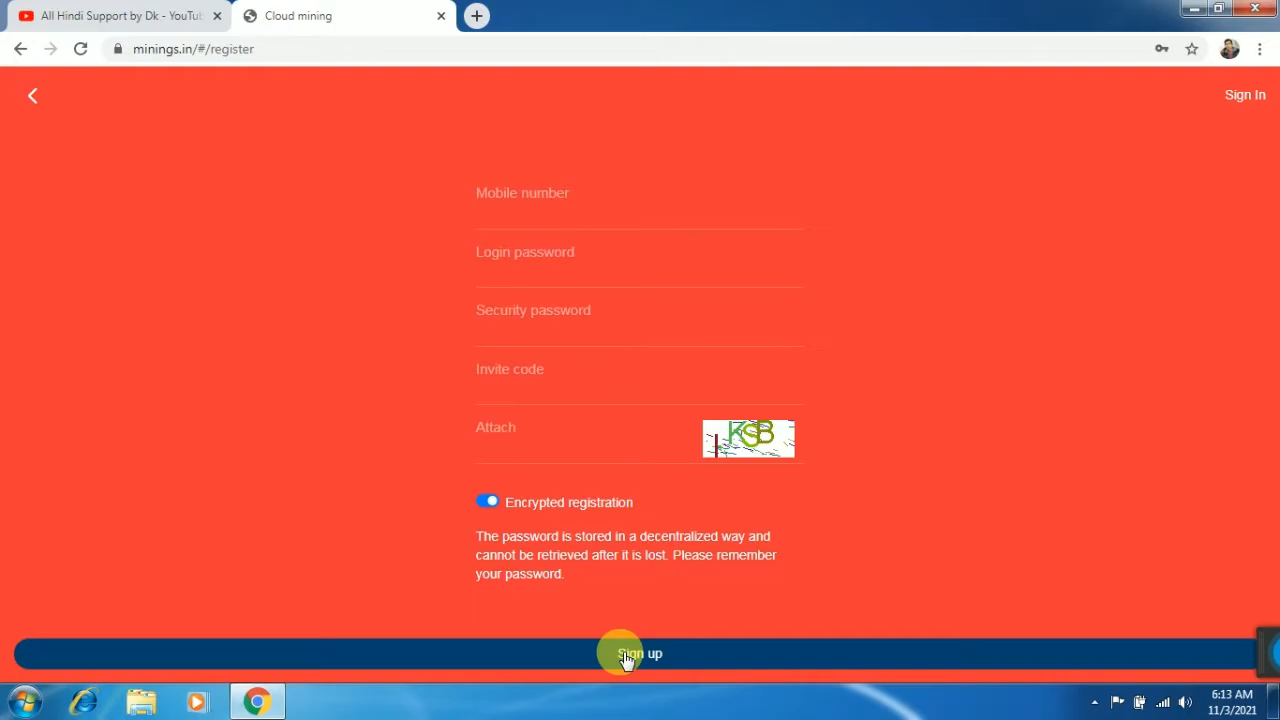 All Hindi Support by Dk - YouTub
Cloud mining
minings.in/#/register
Sign In
Mobile number
Login password
Security password
Invite code
Attach
KSB
Encrypted registration
The password is stored in a decentralized way and
cannot be retrieved after it is lost. Please remember
your password.
Sign up
6:13 AM
11/3/2021